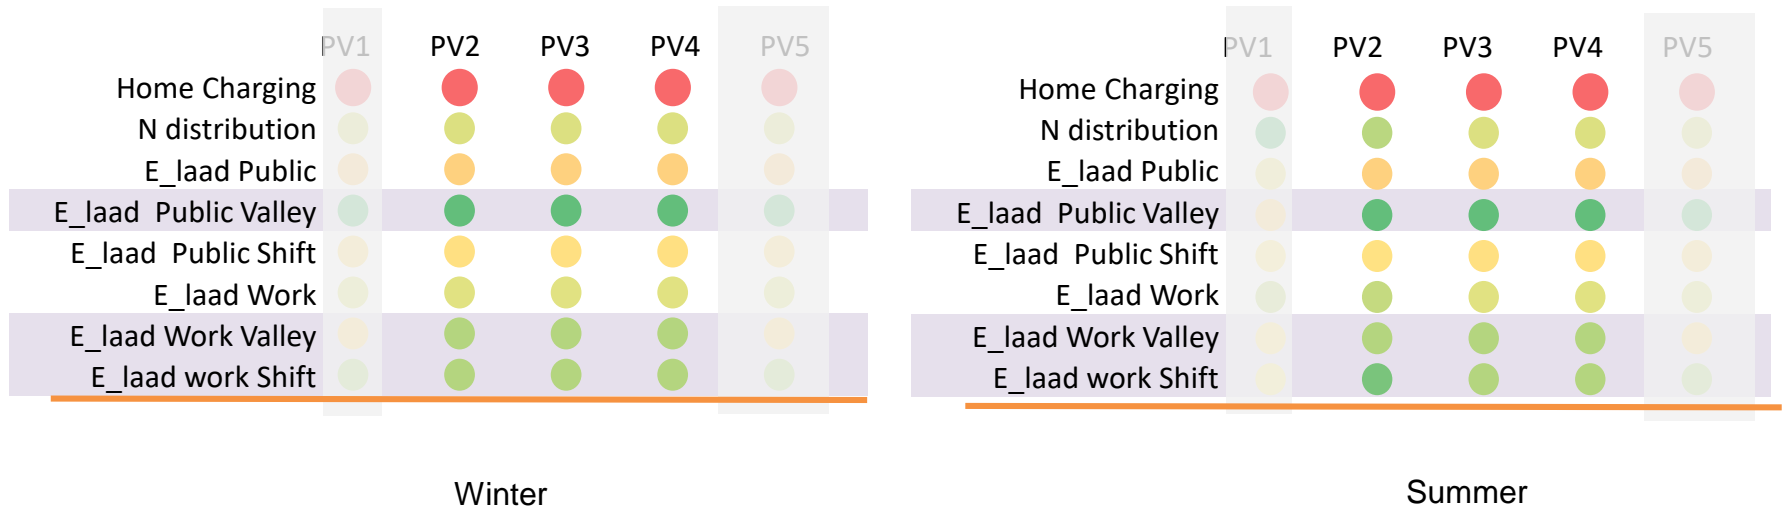 PV1 PV2 PV3 PV4 PV5
Home Charging
N distribution
E_laad Public
E_laad  Public Valley
E_laad  Public Shift
E_laad Work
E_laad Work Valley
E_laad work Shift
Winter
PV1 PV2 PV3 PV4 PV5
Home Charging
N distribution
E_laad Public
E_laad  Public Valley
E_laad  Public Shift
E_laad Work
E_laad Work Valley
E_laad work Shift
Summer